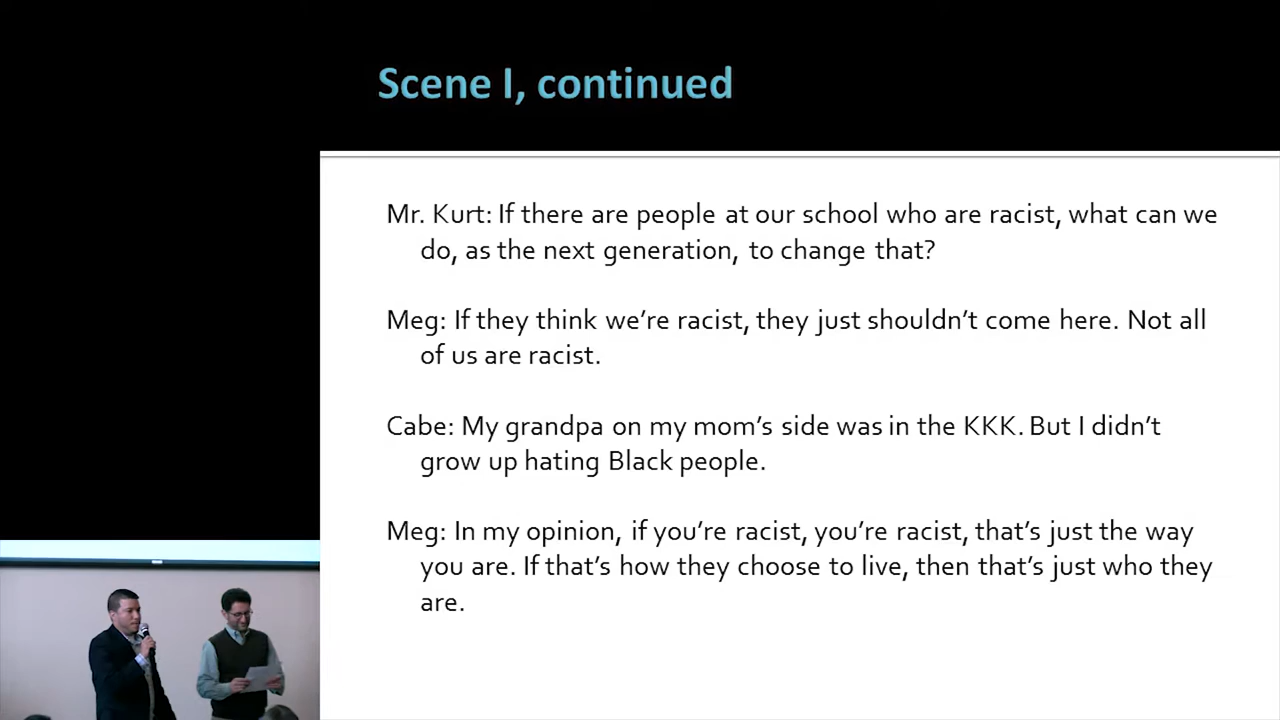 Scene I, continued
Mr. Kurt: If there are people at our school who are racist, what can we
do, as the next generation, to change that?
Meg: If they think we’re racist, they just shouldn’t come here. Not all
of us are racist.
Cabe: My grandpa on my mom’s side was in the KKK. But I didn’t
grow up hating Black people.
Meg: In my opinion, if you’re racist, you’re racist, that’s just the way
you are. If that’s how they choose to live, then that’s just who they
are.